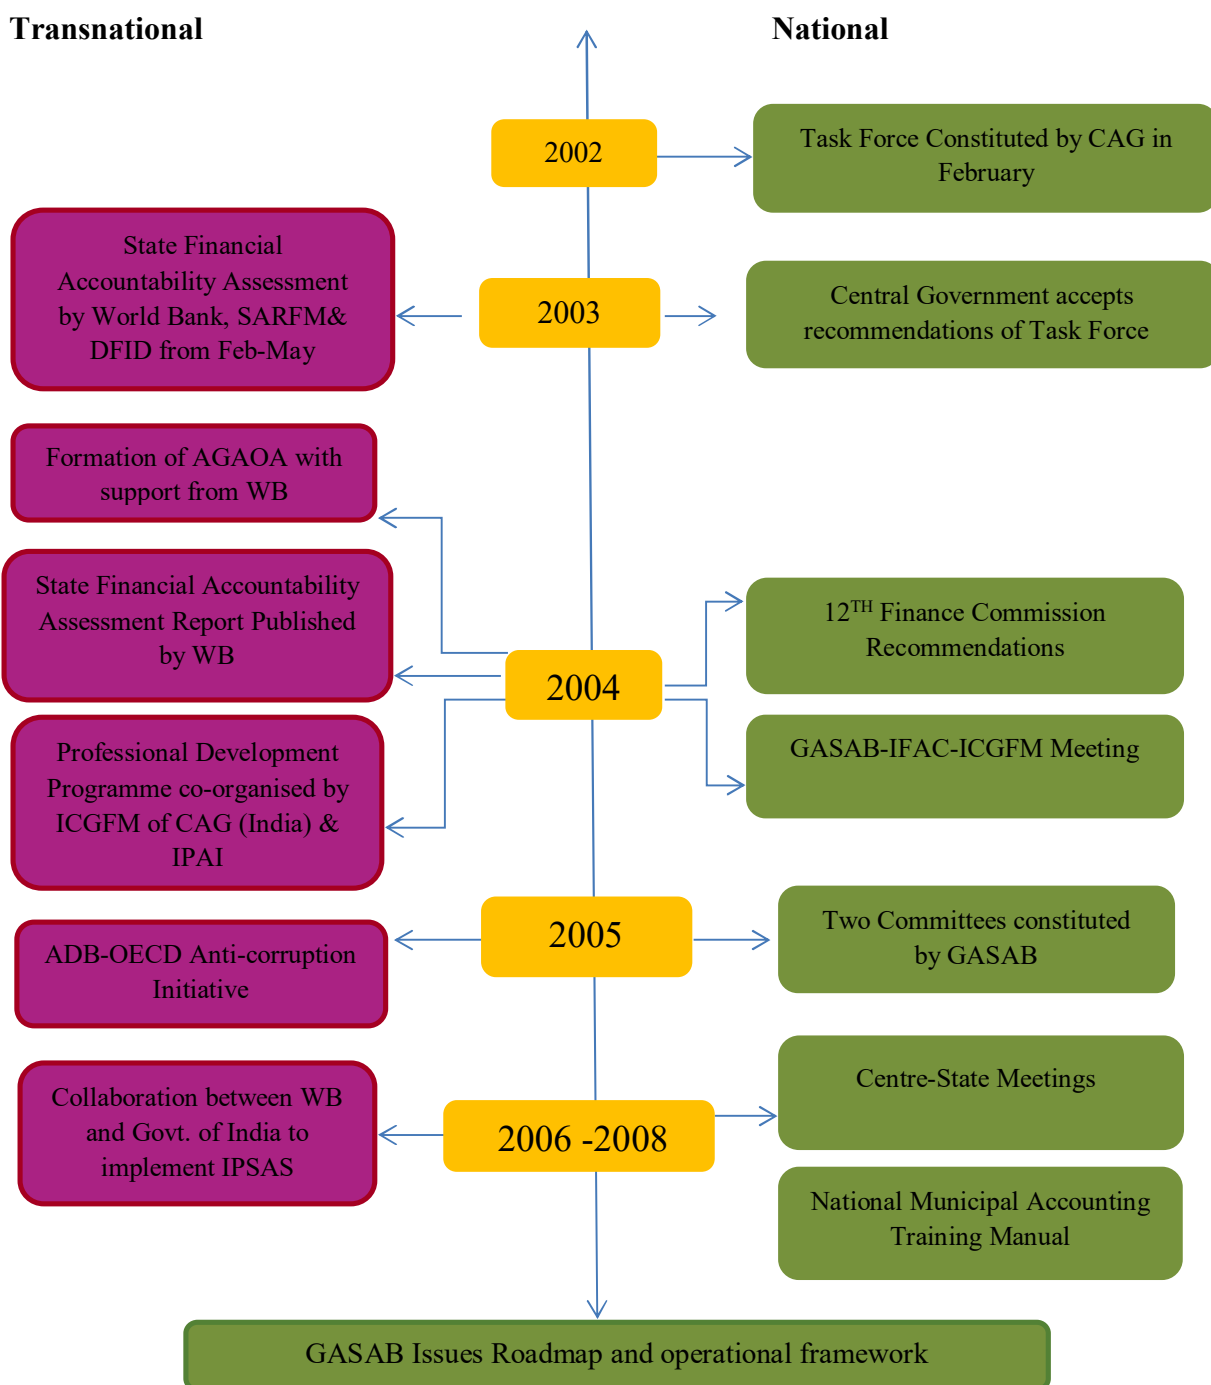 Transnational
National
2002
Task Force Constituted by CAG in
February
State Financial
Accountability Assessment
by World Bank, SARFM&
DFID from Feb-May
2003
Central Government accepts
recommendations of Task Force
Formation of AGAOA with
support from WB
State Financial Accountability
Assessment Report Published
by WB
Professional Development
Programme co-organised by
ICGFM of CAG (India) &
IPAI
2004
12TH Finance Commission
Recommendations
GASAB-IFAC-ICGFM Meeting
ADB-OECD Anti-corruption
Initiative
2005
Two Committees constituted
by GASAB
Collaboration between WB
and Govt. of India to
implement IPSAS
2006 -2008
Centre-State Meetings
National Municipal Accounting
Training Manual
GASAB Issues Roadmap and operational framework